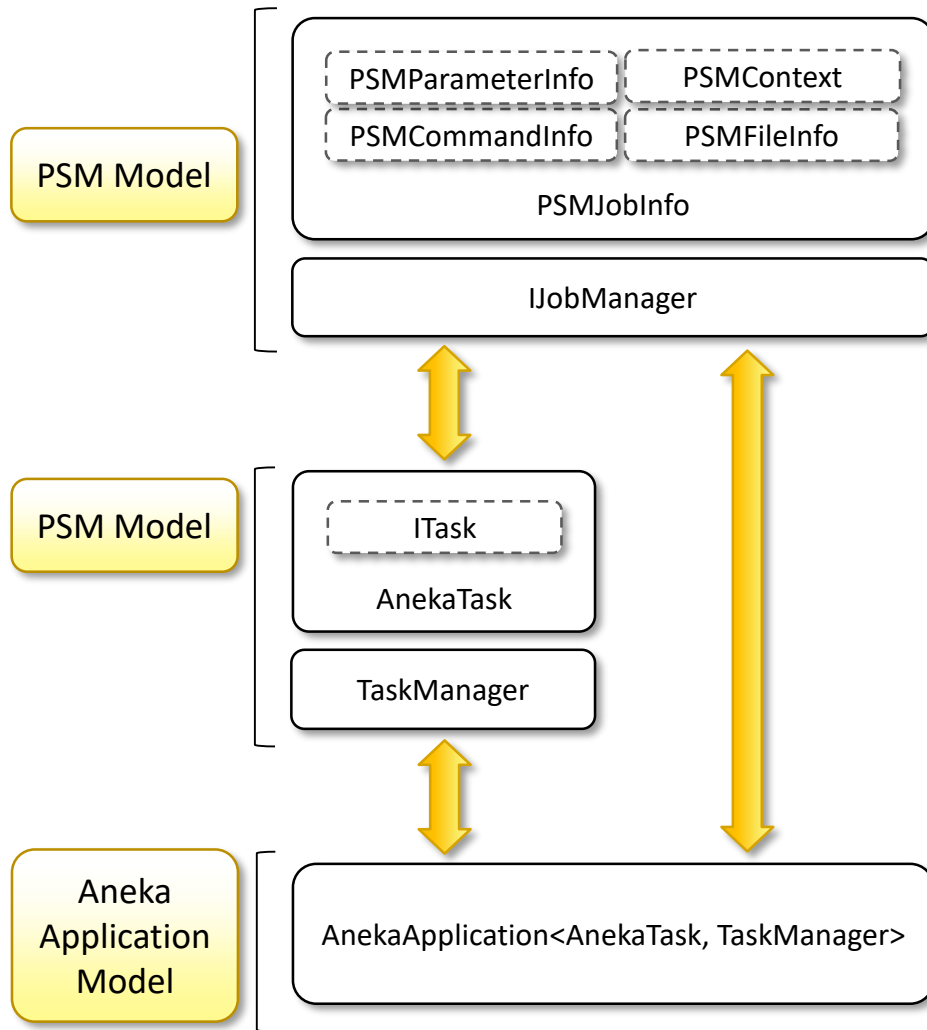 PSMParameterInfo
PSMContext
PSMCommandInfo
PSMFileInfo
PSM Model
PSMJobInfo
IJobManager
PSM Model
ITask
AnekaTask
TaskManager
Aneka
Application
Model
AnekaApplication<AnekaTask, TaskManager>